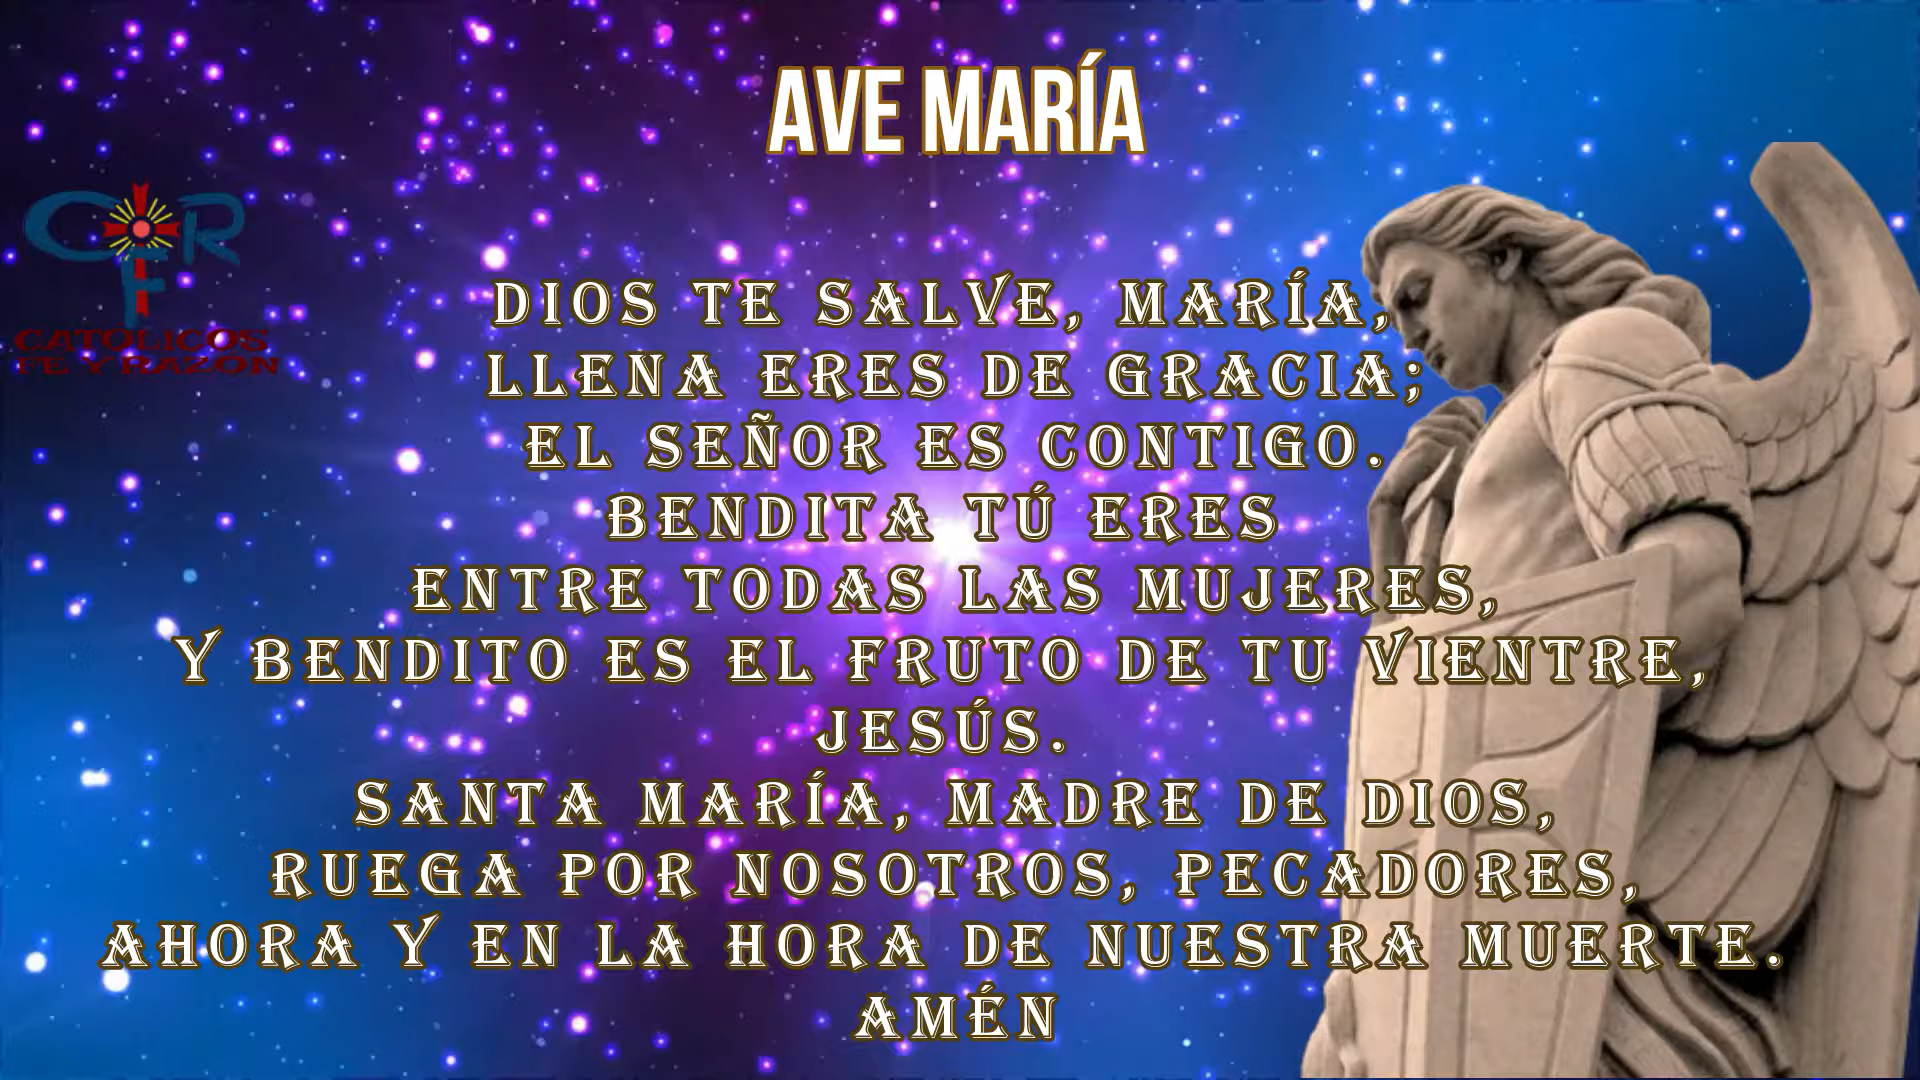 AVE MARÍA
CRF
CATOLICOS
FE Y RAZÓN
DIOS TE SALVE, MARÍA,
LLENA ERES DE GRACIA;
EL SEÑOR ES CONTIGO.
BENDITA TÚ ERES
ENTRE TODAS LAS MUJERES,
Y BENDITO ES EL FRUTO DE TU VIENTRE,
JESÚS.
SANTA MARÍA, MADRE DE DIOS,
RUEGA POR NOSOTROS, PECADORES,
AHORA Y EN LA HORA DE NUESTRA MUERTE.
AMÉN